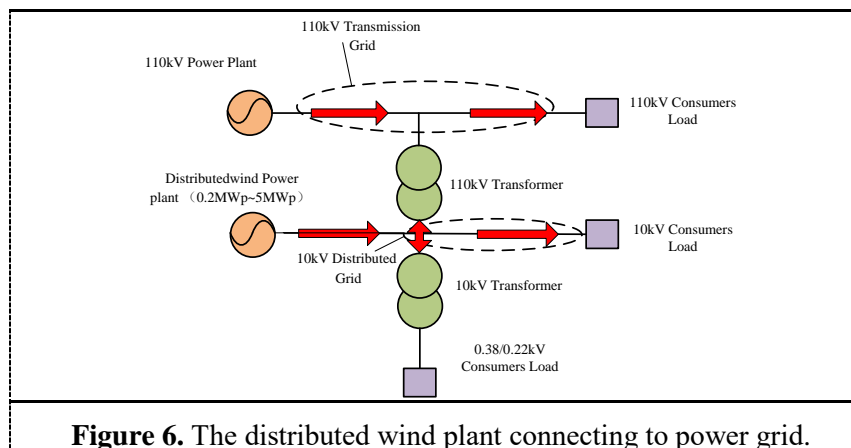 110kV Transmission
Grid
110kV Power Plant
110kV Consumers
Load
Distributedwind Power
plant （0.2MWp~5MWp）
110kV Transformer
10kV Consumers
Load
10kV Distributed
Grid
10kV Transformer
0.38/0.22kV
Consumers Load
Figure 6. The distributed wind plant connecting to power grid.